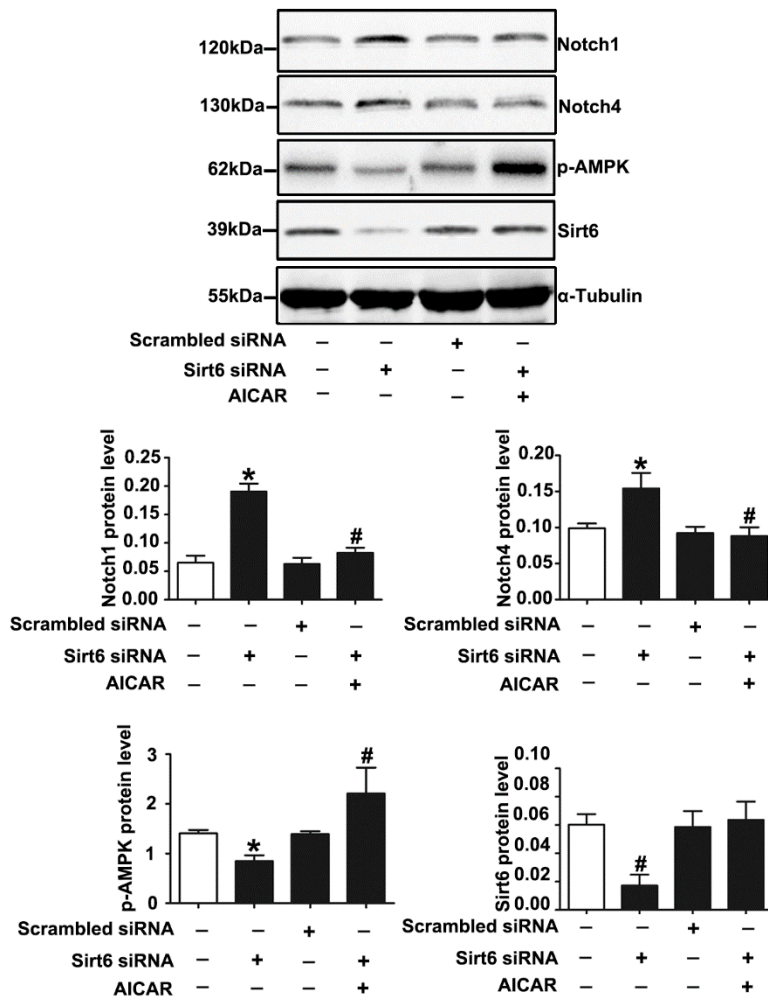 120kDa Notch1
130kDa Notch4
62kDa p-AMPK
39kDa Sirt6
55kDa α-Tubulin
Scrambled siRNA – – + –
Sirt6 siRNA – + – +
AICAR – – – +
Notch1 protein level
0.25
0.20
0.15
0.10
0.05
0.00
*
#
Scrambled siRNA – – + –
Sirt6 siRNA – + – +
AICAR – – – +
Notch4 protein level
0.20
0.15
0.10
0.05
0.00
*
#
Scrambled siRNA – – + –
Sirt6 siRNA – + – +
AICAR – – – +
p-AMPK protein level
3
2
1
0
*
#
Scrambled siRNA – – + –
Sirt6 siRNA – + – +
AICAR – – – +
Sirt6 protein level
0.10
0.08
0.06
0.04
0.02
0.00
#
Scrambled siRNA – – + –
Sirt6 siRNA – + – +
AICAR – – – +